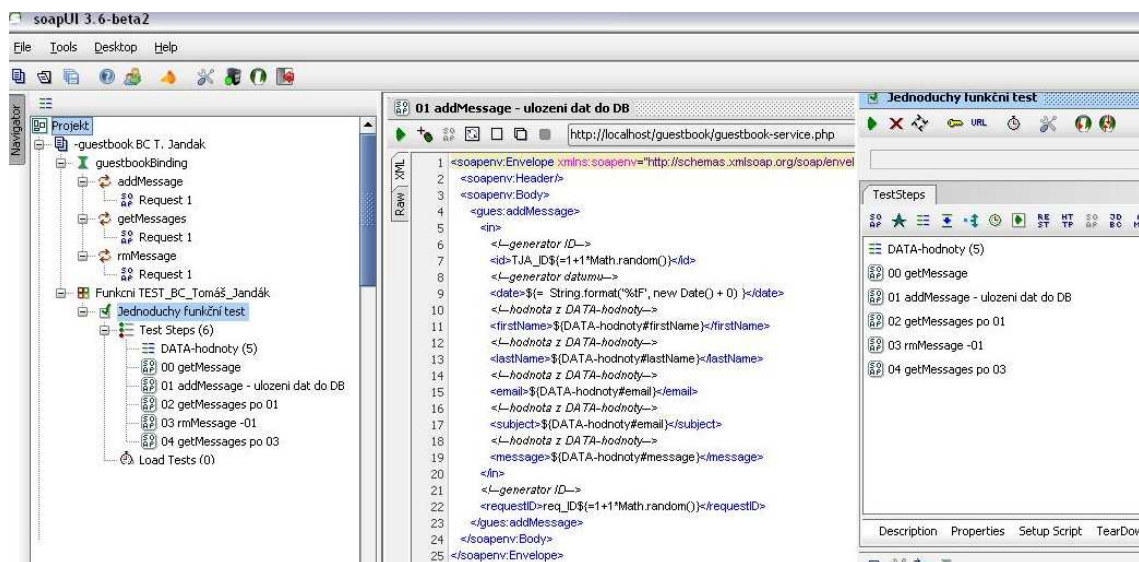 soapUI 3.6-beta2
File Tools Desktop Help
Navigator
Projekt
-guestbook BC T. Jandak
guestbookBinding
addMessage
Request 1
getMessages
Request 1
rmMessage
Request 1
Funkcni TEST_BC_Tomáš_Jandák
Jednoduchy funkční test
Test Steps (6)
DATA-hodnoty (5)
00 getMessage
01 addMessage - ulozeni dat do DB
02 getMessages po 01
03 rmMessage -01
04 getMessages po 03
Load Tests (0)
01 addMessage - ulozeni dat do DB
http://localhost/guestbook/guestbook-service.php
XML
Raw
1 <soapenv:Envelope xmlns:soapenv="http://schemas.xmlsoap.org/soap/envel
2 <soapenv:Header/>
3 <soapenv:Body>
4 <gues:addMessage>
5 <in>
6 <!--generator ID-->
7 <id>TJA_ID${=1+1*Math.random()}</id>
8 <!--generator datumu-->
9 <date>${= String.format('%tF', new Date() + 0) }</date>
10 <!--hodnota z DATA-hodnoty-->
11 <firstName>${DATA-hodnoty#firstName}</firstName>
12 <!--hodnota z DATA-hodnoty-->
13 <lastName>${DATA-hodnoty#lastName}</lastName>
14 <!--hodnota z DATA-hodnoty-->
15 <email>${DATA-hodnoty#email}</email>
16 <!--hodnota z DATA-hodnoty-->
17 <subject>${DATA-hodnoty#email}</subject>
18 <!--hodnota z DATA-hodnoty-->
19 <message>${DATA-hodnoty#message}</message>
20 </in>
21 <!--generator ID-->
22 <requestID>req_ID${=1+1*Math.random()}</requestID>
23 </gues:addMessage>
24 </soapenv:Body>
25 </soapenv:Envelope>
Jednoduchy funkční test
URL
TestSteps
DATA-hodnoty (5)
00 getMessage
01 addMessage - ulozeni dat do DB
02 getMessages po 01
03 rmMessage -01
04 getMessages po 03
Description Properties Setup Script TearDow